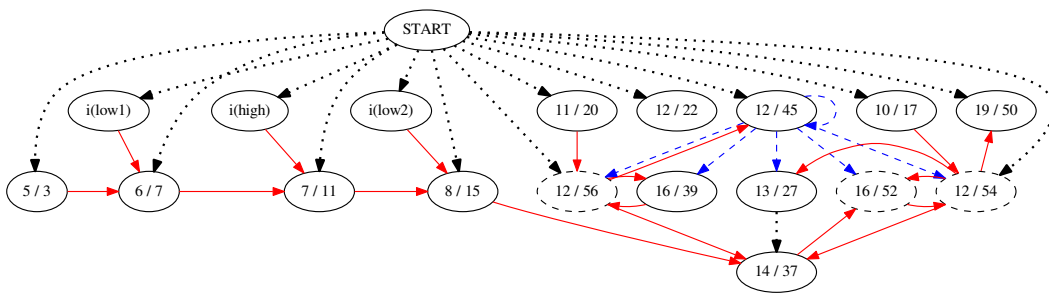 START
i(low1)
i(high)
i(low2)
11 / 20
12 / 22
12 / 45
10 / 17
19 / 50
5 / 3
6 / 7
7 / 11
8 / 15
12 / 56
16 / 39
13 / 27
16 / 52
12 / 54
14 / 37